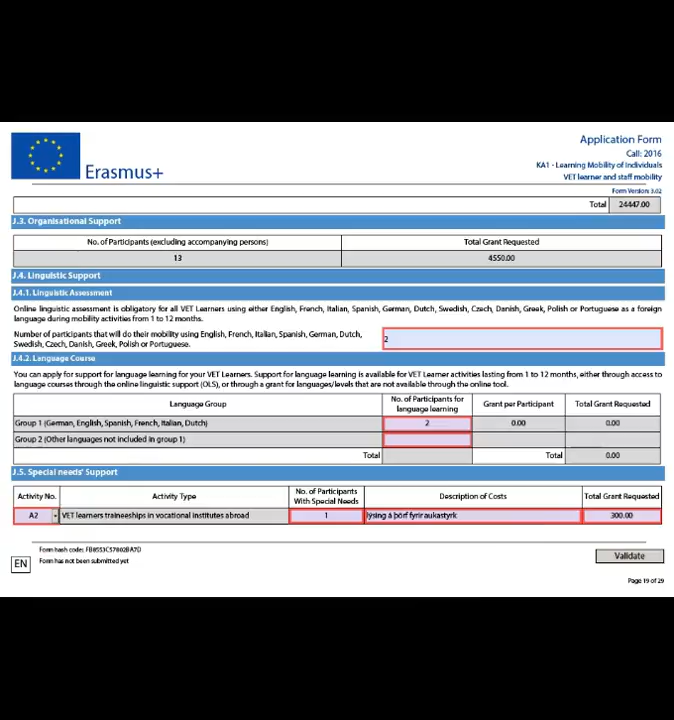 Erasmus+
Application Form
Call: 2016
KA1 - Learning Mobility of Individuals
VET learner and staff mobility
Form Version: 3.02
Total 24447.00
J.3. Organisational Support
No. of Participants (excluding accompanying persons) Total Grant Requested
13 4550.00
J.4. Linguistic Support
J.4.1. Linguistic Assessment
Online linguistic assessment is obligatory for all VET Learners using either English, French, Italian, Spanish, German, Dutch, Swedish, Czech, Danish, Greek, Polish or Portuguese as a foreign
language during mobility activities from 1 to 12 months.
Number of participants that will do their mobility using English, French, Italian, Spanish, German, Dutch,
Swedish, Czech, Danish, Greek, Polish or Portuguese.
2
J.4.2. Language Course
You can apply for support for language learning for your VET Learners. Support for language learning is available for VET Learner activities lasting from 1 to 12 months, either through access to
language courses through the online linguistic support (OLS), or through a grant for languages/levels that are not available through the online tool.
Language Group No. of Participants for language learning Grant per Participant Total Grant Requested
Group 1 (German, English, Spanish, French, Italian, Dutch) 2 0.00 0.00
Group 2 (Other languages not included in group 1)
Total Total 0.00
J.5. Special needs' Support
Activity No. Activity Type No. of Participants With Special Needs Description of Costs Total Grant Requested
A2 VET learners traineeships in vocational institutes abroad 1 lýsing á þörf fyrir aukastyrk 300.00
Form hash code: FB8553C57802BA7D
EN Form has not been submitted yet
Validate
Page 19 of 29